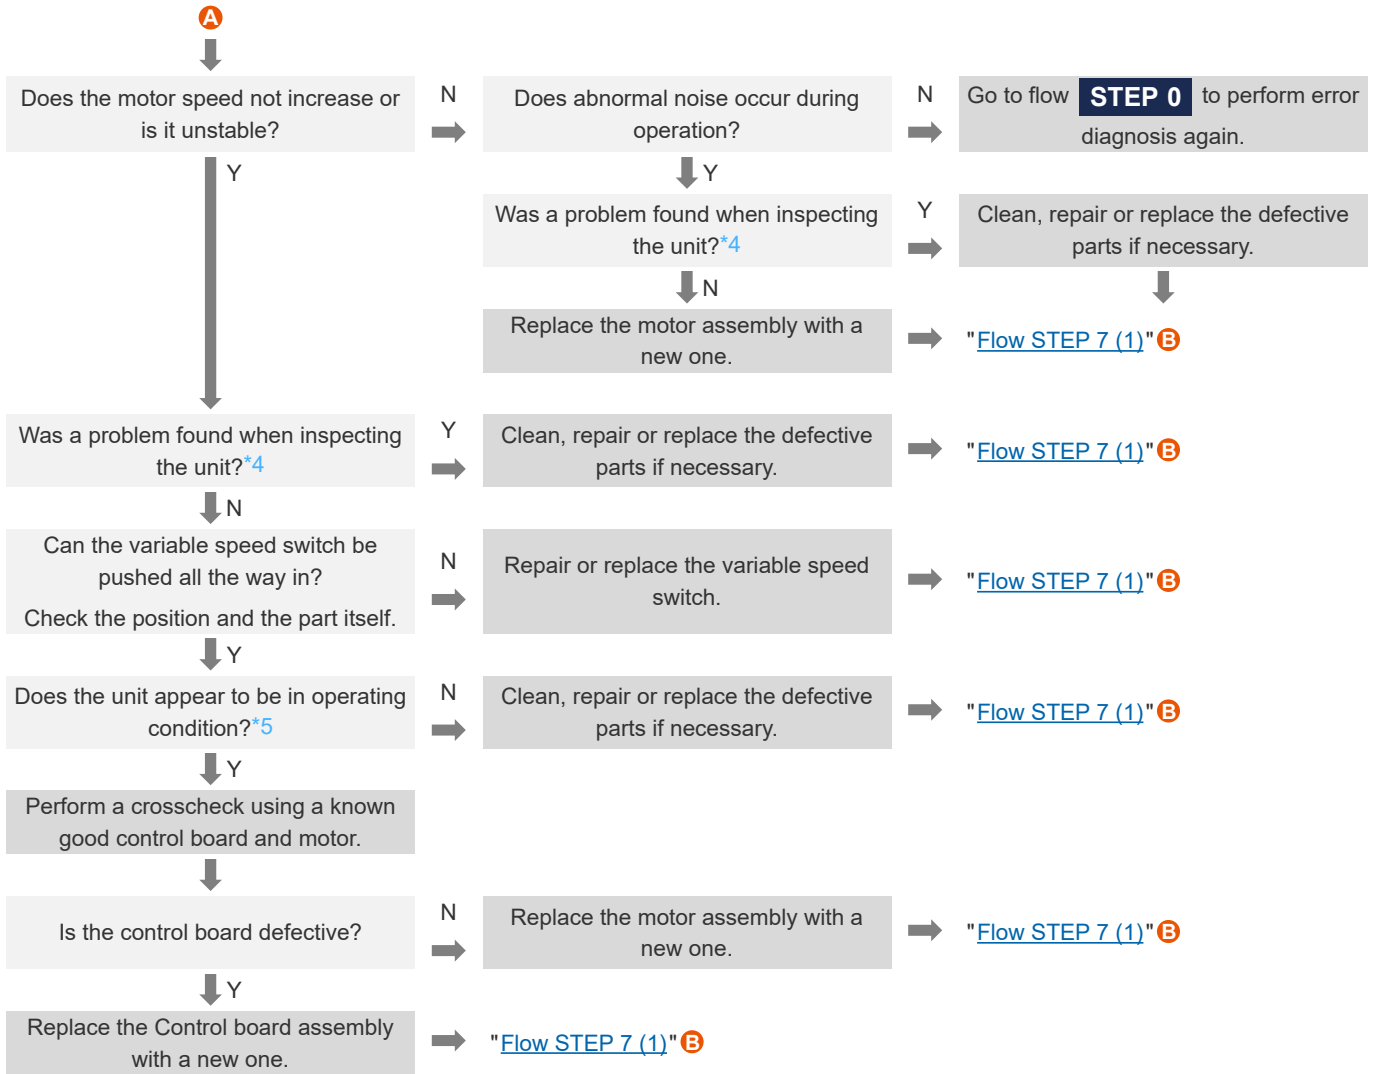 A
Does the motor speed not increase or
is it unstable?
N
Does abnormal noise occur during
operation?
N
Go to flow STEP 0 to perform error
diagnosis again.
Y
Y
Was a problem found when inspecting
the unit?*4
Y
Clean, repair or replace the defective
parts if necessary.
N
Replace the motor assembly with a
new one.
"Flow STEP 7 (1)" B
Was a problem found when inspecting
the unit?*4
Y
Clean, repair or replace the defective
parts if necessary.
"Flow STEP 7 (1)" B
N
Can the variable speed switch be
pushed all the way in?
Check the position and the part itself.
N
Repair or replace the variable speed
switch.
"Flow STEP 7 (1)" B
Y
Does the unit appear to be in operating
condition?*5
N
Clean, repair or replace the defective
parts if necessary.
"Flow STEP 7 (1)" B
Y
Perform a crosscheck using a known
good control board and motor.
Is the control board defective?
N
Replace the motor assembly with a
new one.
"Flow STEP 7 (1)" B
Y
Replace the Control board assembly
with a new one.
"Flow STEP 7 (1)" B